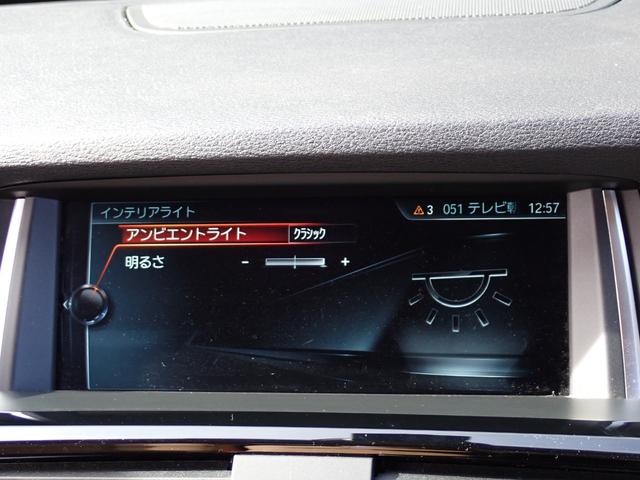 インテリアライト 3 051 テレビ 12:57
アンビエントライト クラシック
明るさ - +